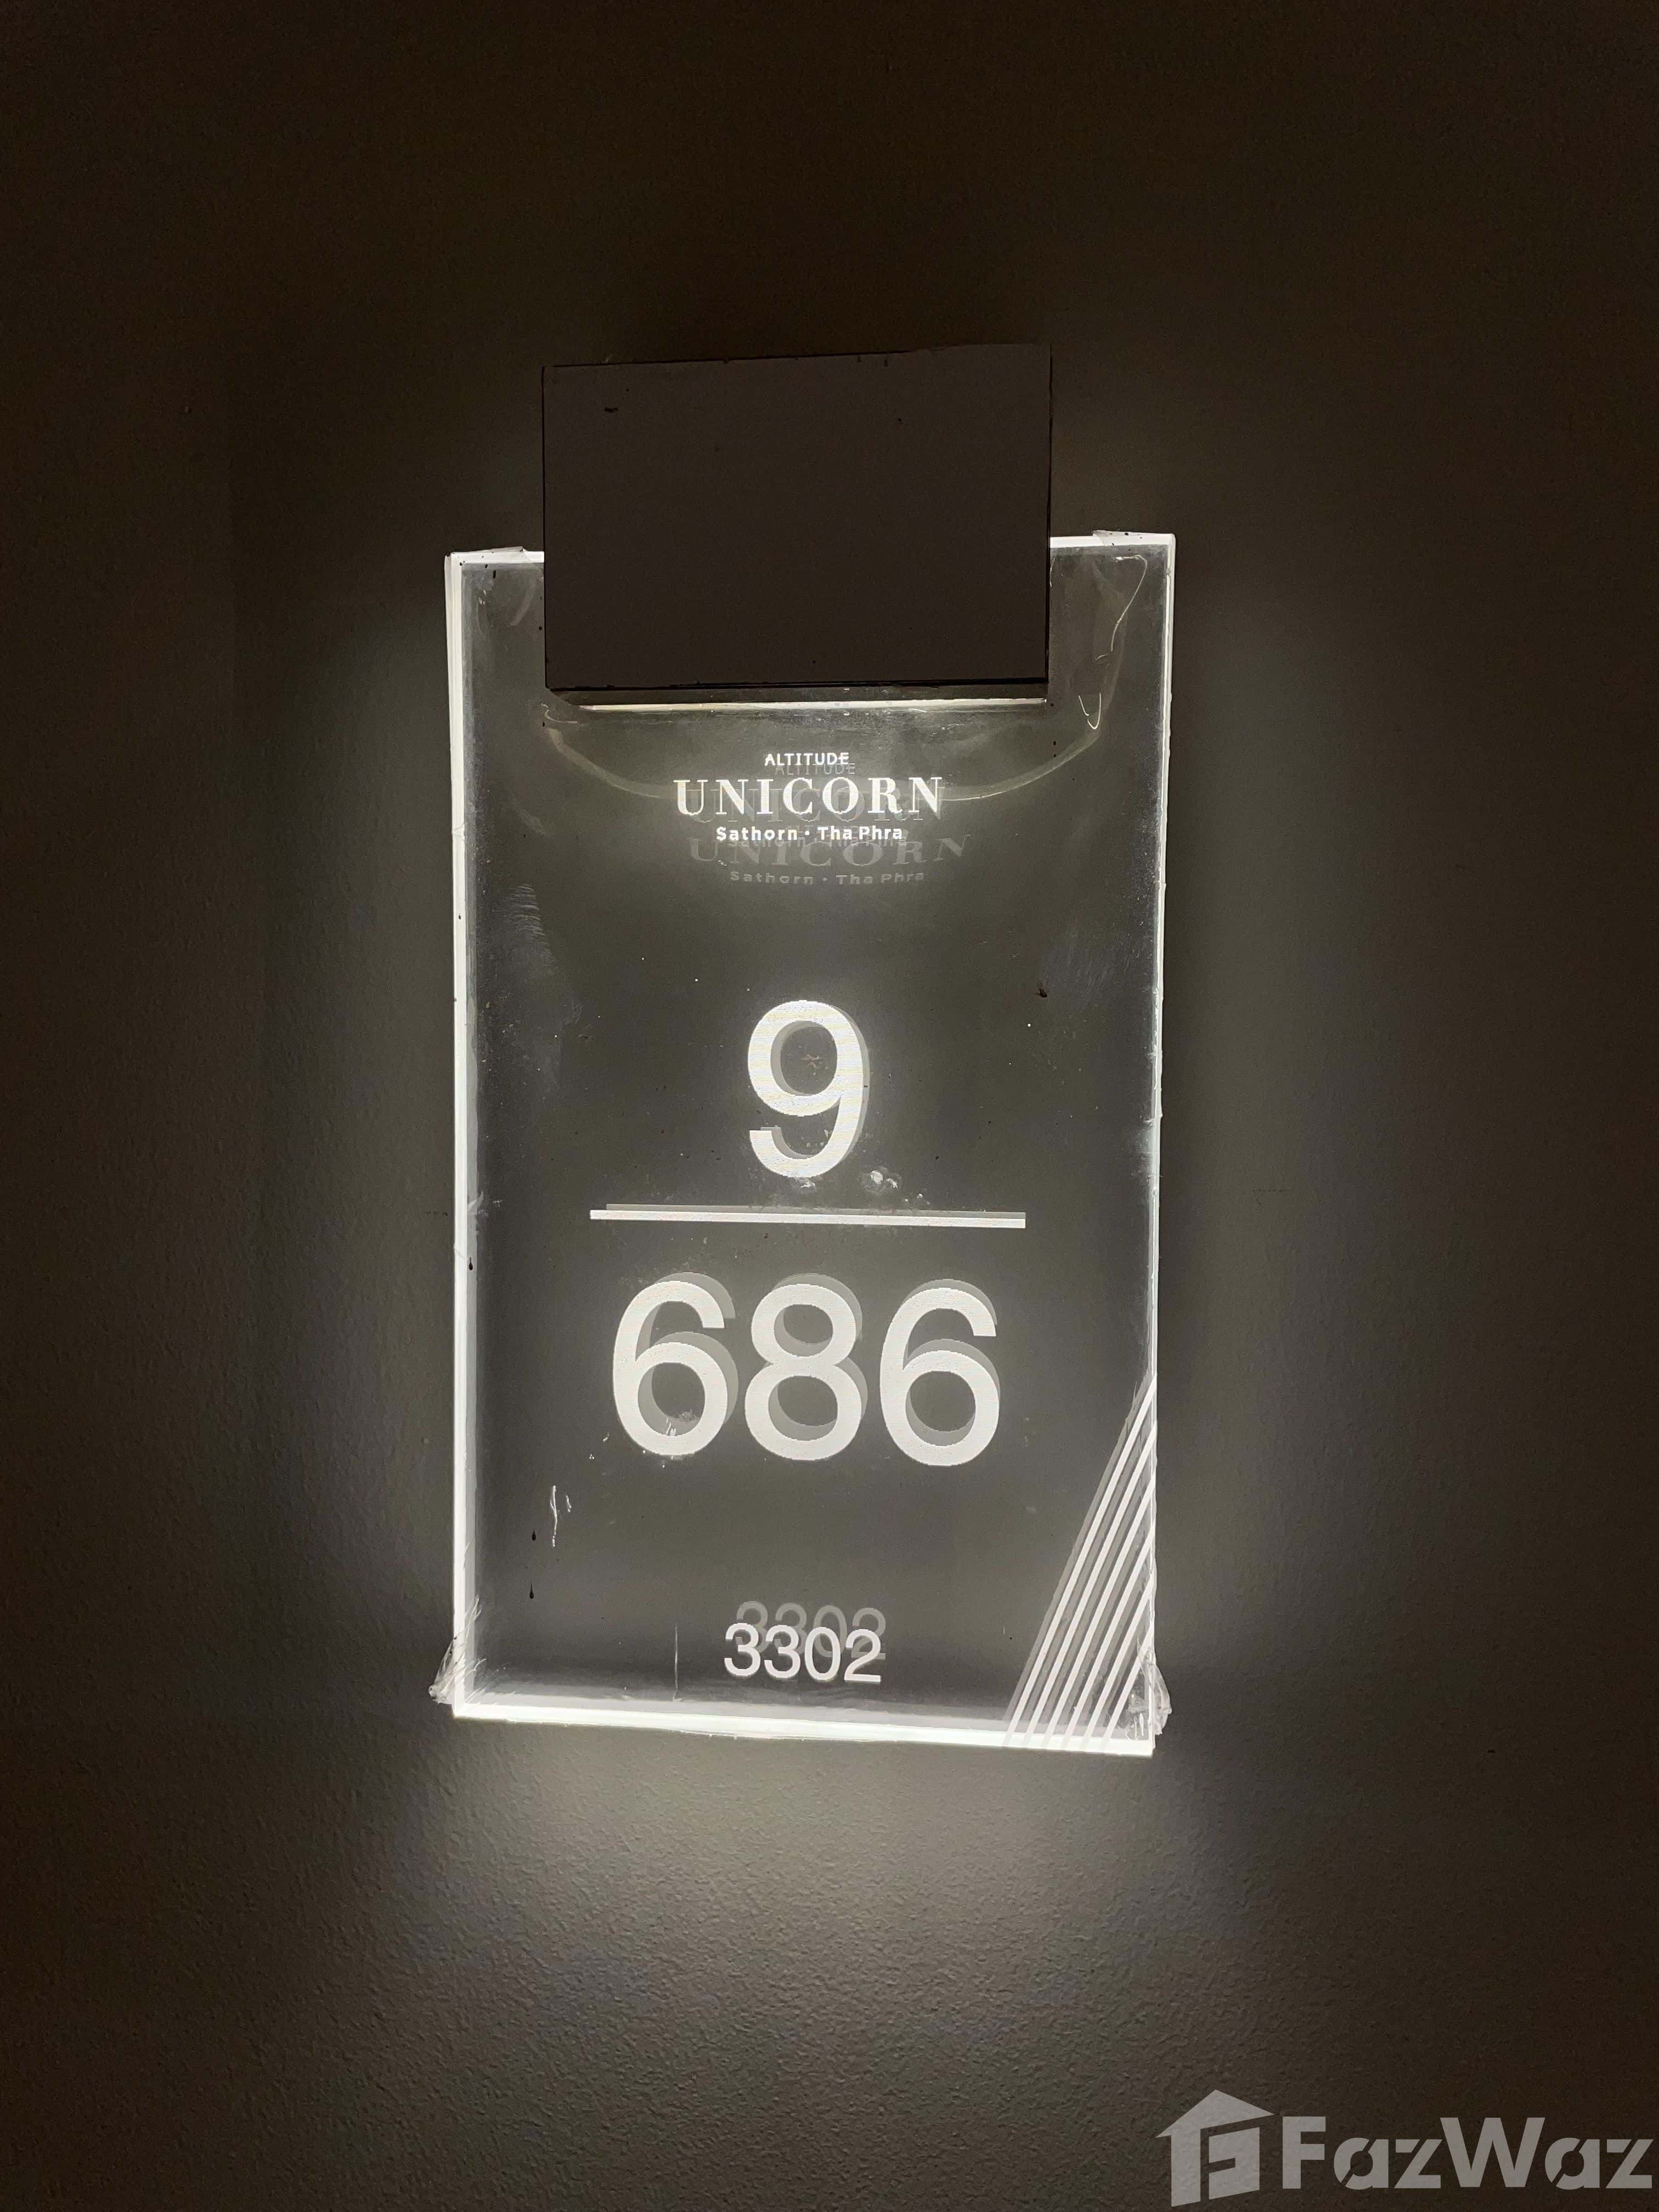 ALTITUDE
UNICORN
Sathorn • Tha Phra
9
686
3302
FazWaz